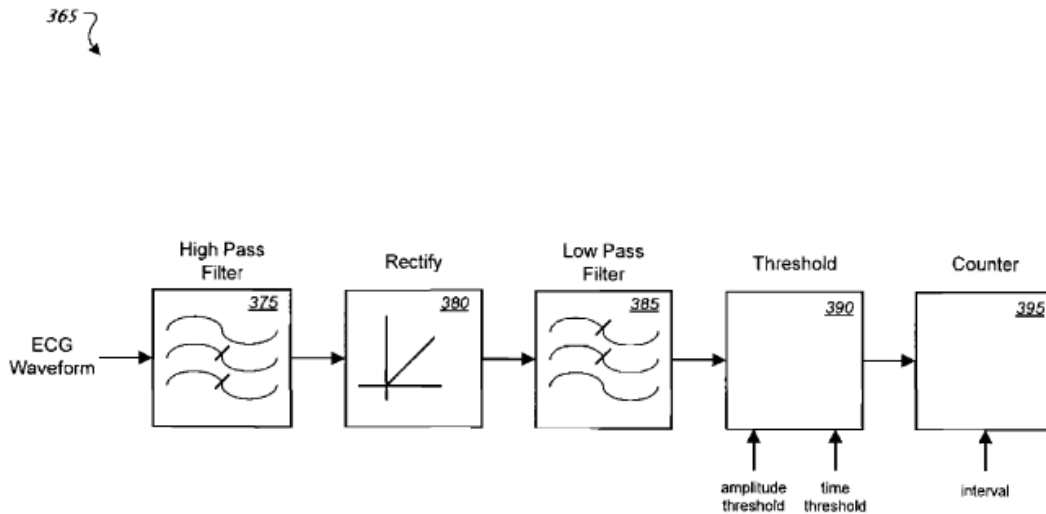 365
High Pass
Filter
Rectify
Low Pass
Filter
Threshold
Counter
375
380
385
390
395
ECG
Waveform
amplitude
threshold
time
threshold
interval